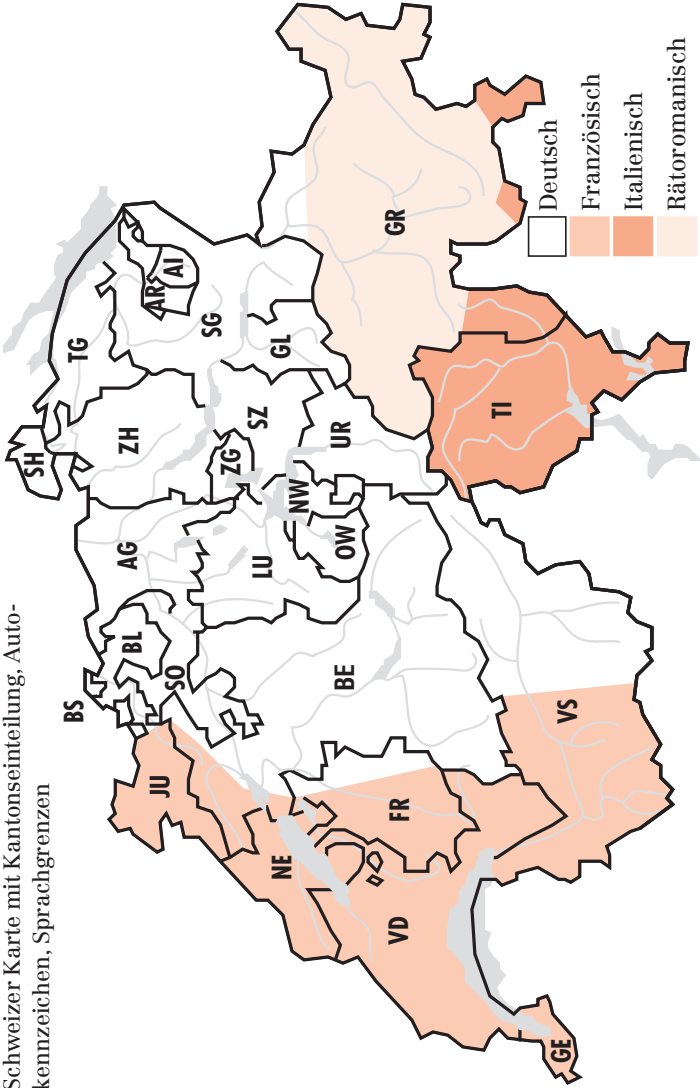 Schweizer Karte mit Kantonseinteilung, Auto-
kennzeichen, Sprachgrenzen
SH
BS
TG
BL
AG
ZH
AR
AI
JU
SO
SG
ZG
SZ
LU
NE
NW
GL
OW
UR
BE
GR
FR
VD
TI
VS
GE
Deutsch
Französisch
Italienisch
Rätoromanisch